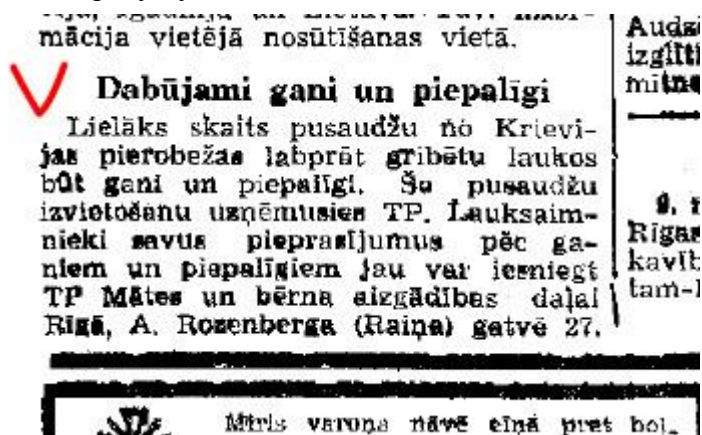 mācija vietējā nosūtīšanas vietā.
Dabūjami gani un piepalīgi
Lielāks skaits pusaudžu no Krievi-
jas pierobežas labprāt gribētu laukos
būt gani un piepalīgi. Šo pusaudžu
izvietošanu uzņēmusies TP. Lauksaim-
nieki savus pieprasījumus pēc ga-
niem un piepalīgiem jau var iesniegt
TP Mātes un bērna aizgādības daļai
Rīgā, A. Rozenberga (Raiņa) gatvē 27.
izglīti
Rīgas
kavīb
Miris varoņa nāvē cīņā pret bol-